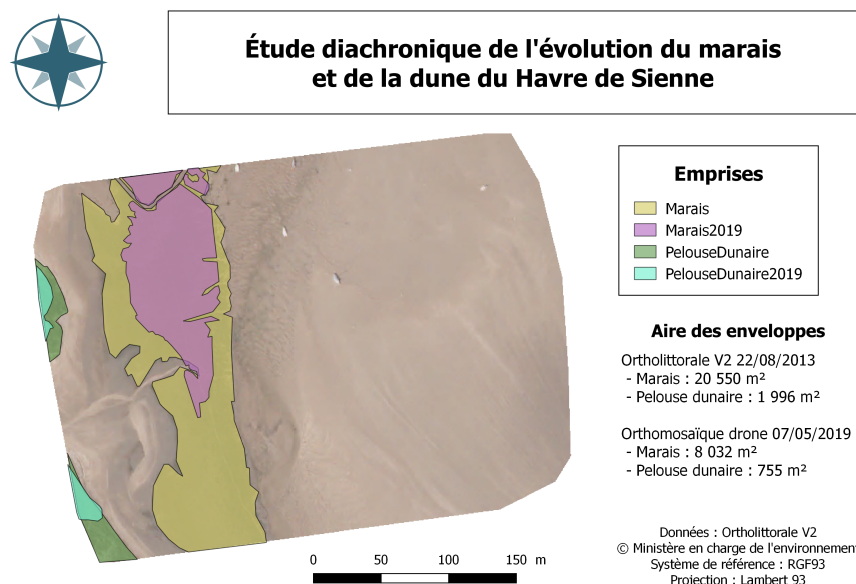 Étude diachronique de l'évolution du marais
et de la dune du Havre de Sienne
Emprises
Marais
Marais2019
PelouseDunaire
PelouseDunaire2019
Aire des enveloppes
Ortholittorale V2 22/08/2013
- Marais : 20 550 m²
- Pelouse dunaire : 1 996 m²
Orthomosaïque drone 07/05/2019
- Marais : 8 032 m²
- Pelouse dunaire : 755 m²
Données : Ortholittorale V2
© Ministère en charge de l'environnement
Système de référence : RGF93
Projection : Lambert 93
0 50 100 150 m